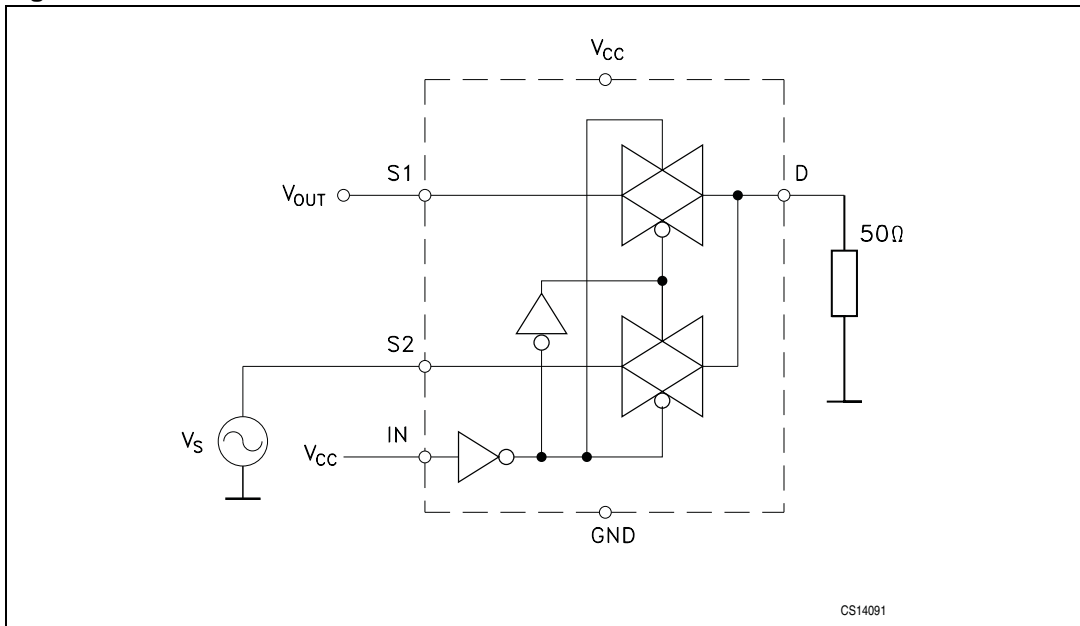 VCC
S1
D
VOUT
50Ω
S2
IN
VS
VCC
GND
CS14091